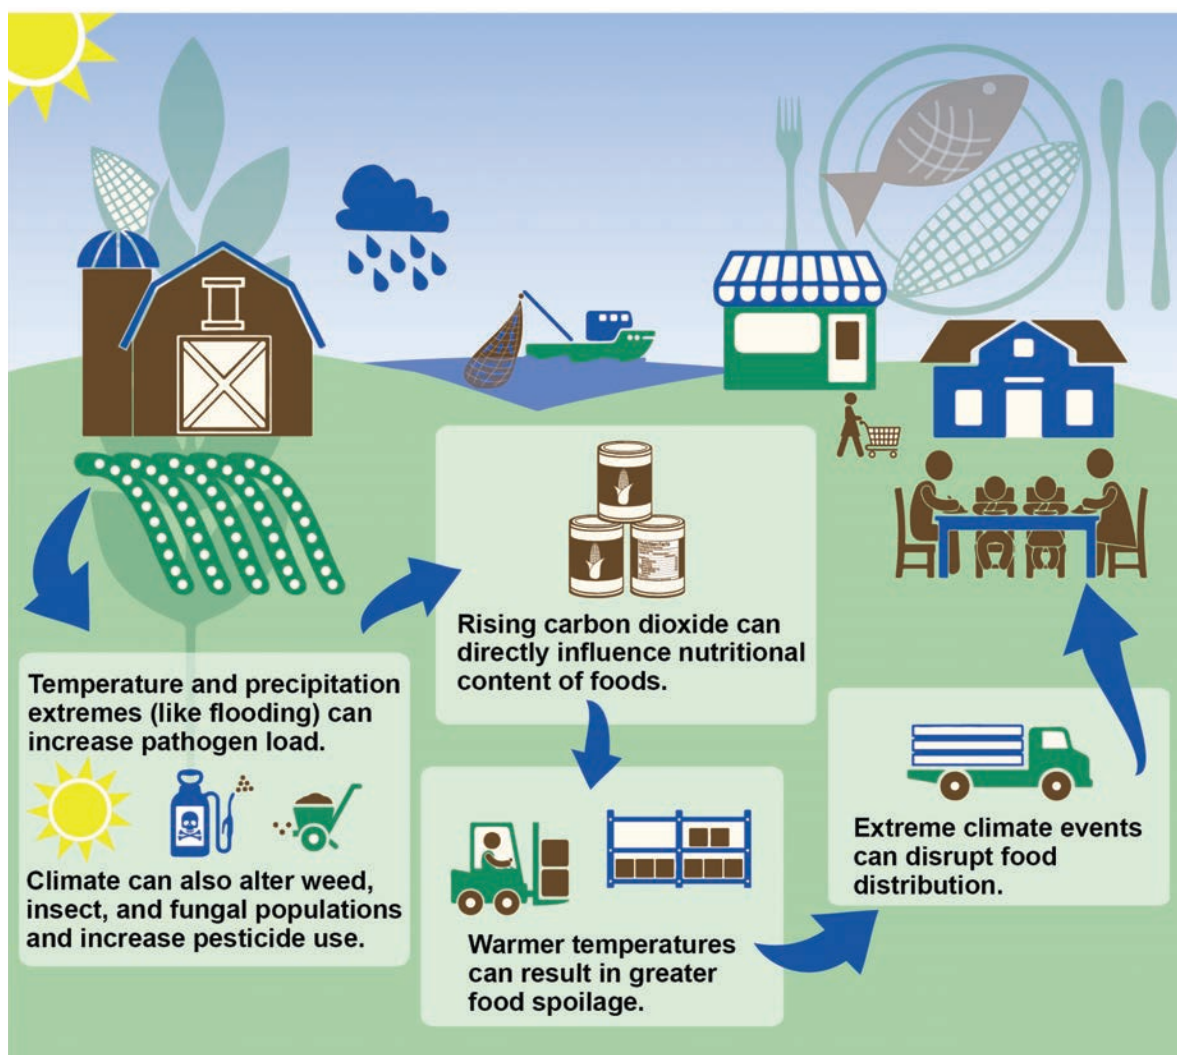 Temperature and precipitation
extremes (like flooding) can
increase pathogen load.
Climate can also alter weed,
insect, and fungal populations
and increase pesticide use.
Rising carbon dioxide can
directly influence nutritional
content of foods.
Warmer temperatures
can result in greater
food spoilage.
Extreme climate events
can disrupt food
distribution.